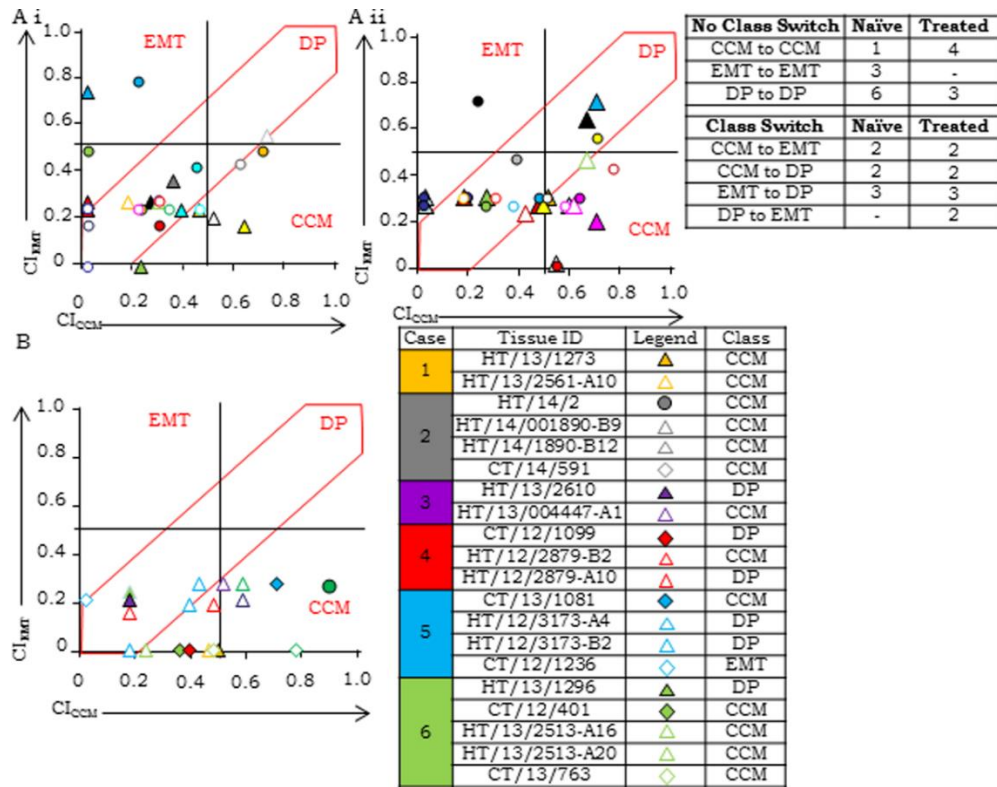 A i
1.0
0.8
0.6
0.4
0.2
0
EMT
DP
CCM
0 0.2 0.4 0.6 0.8 1.0
CI_EMT
CI_CCM
A ii
1.0
0.8
0.6
0.4
0.2
0
EMT
DP
CCM
0 0.2 0.4 0.6 0.8 1.0
CI_EMT
CI_CCM
No Class Switch Naïve Treated
CCM to CCM 1 4
EMT to EMT 3 -
DP to DP 6 3
Class Switch Naïve Treated
CCM to EMT 2 2
CCM to DP 2 2
EMT to DP 3 3
DP to EMT - 2
B
1.0
0.8
0.6
0.4
0.2
0
EMT
DP
CCM
0 0.2 0.4 0.6 0.8 1.0
CI_EMT
CI_CCM
Case Tissue ID Legend Class
1 HT/13/1273 CCM
HT/13/2561-A10 CCM
2 HT/14/2 CCM
HT/14/001890-B9 CCM
HT/14/1890-B12 CCM
CT/14/591 CCM
3 HT/13/2610 DP
HT/13/004447-A1 CCM
4 CT/12/1099 DP
HT/12/2879-B2 CCM
HT/12/2879-A10 DP
5 CT/13/1081 CCM
HT/12/3173-A4 DP
HT/12/3173-B2 DP
CT/12/1236 EMT
6 HT/13/1296 DP
CT/12/401 CCM
HT/13/2513-A16 CCM
HT/13/2513-A20 CCM
CT/13/763 CCM